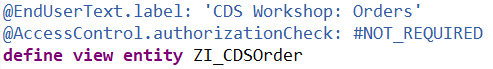 @EndUserText.label: 'CDS Workshop: Orders'
@AccessControl.authorizationCheck: #NOT_REQUIRED
define view entity ZI_CDSOrder